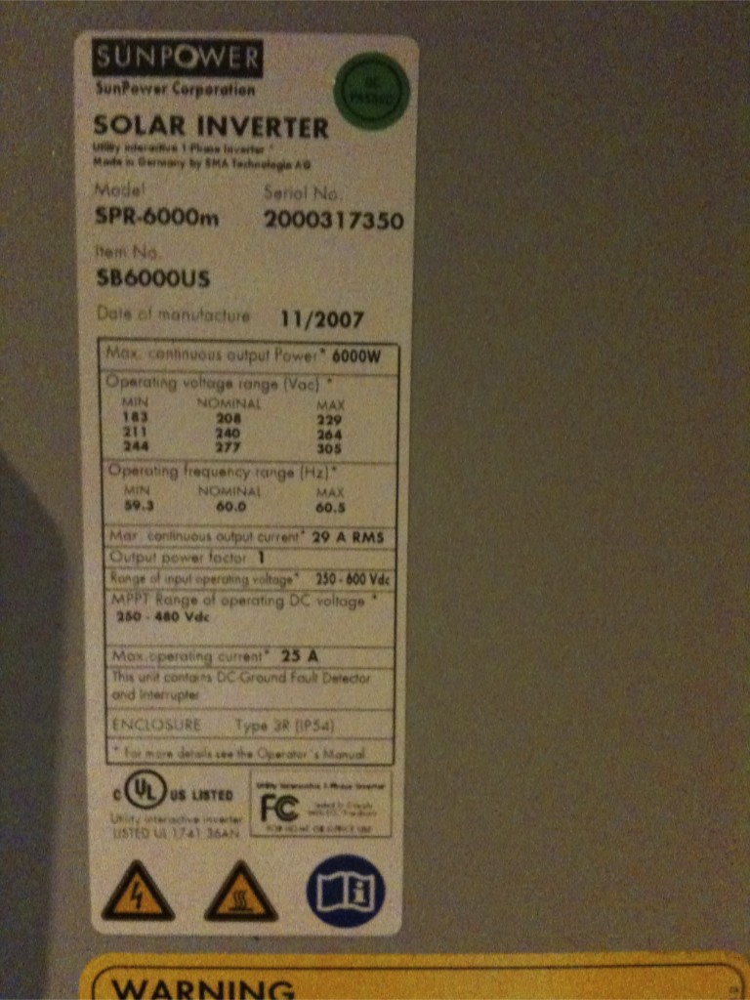 SUNPOWER
SunPower Corporation
QC
PASSED
SOLAR INVERTER
Utility interactive 1 Phase Inverter *
Made in Germany by SMA Technologie AG
Model Serial No.
SPR-6000m 2000317350
Item No.
SB6000US
Date of manufacture 11/2007
Max. continuous output Power* 6000W
Operating voltage range (Vac) *
MIN NOMINAL MAX
183 208 229
211 240 264
244 277 305
Operating frequency range (Hz)*
MIN NOMINAL MAX
59.3 60.0 60.5
Max. continuous output current* 29 A RMS
Output power factor 1
Range of input operating voltage* 250 - 600 Vdc
MPPT Range of operating DC voltage *
250 - 480 Vdc
Max.operating current* 25 A
This unit contains DC-Ground Fault Detector
and Interrupter
ENCLOSURE Type 3R (IP54)
* For more details see the Operator's Manual
c UL US LISTED
Utility interactive inverter
LISTED UL 1741 36AN
Utility Interactive 1-Phase Inverter
FC
Tested To Comply
With FCC Standards
FOR HOME OR OFFICE USE
WARNING